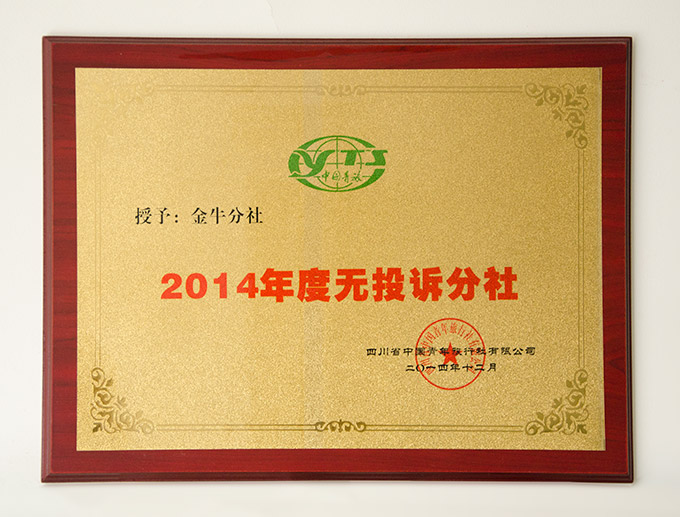 CYTS
中国青旅
授予：金牛分社
2014年度无投诉分社
四川省中国青年旅行社有限公司
二〇一四年十二月